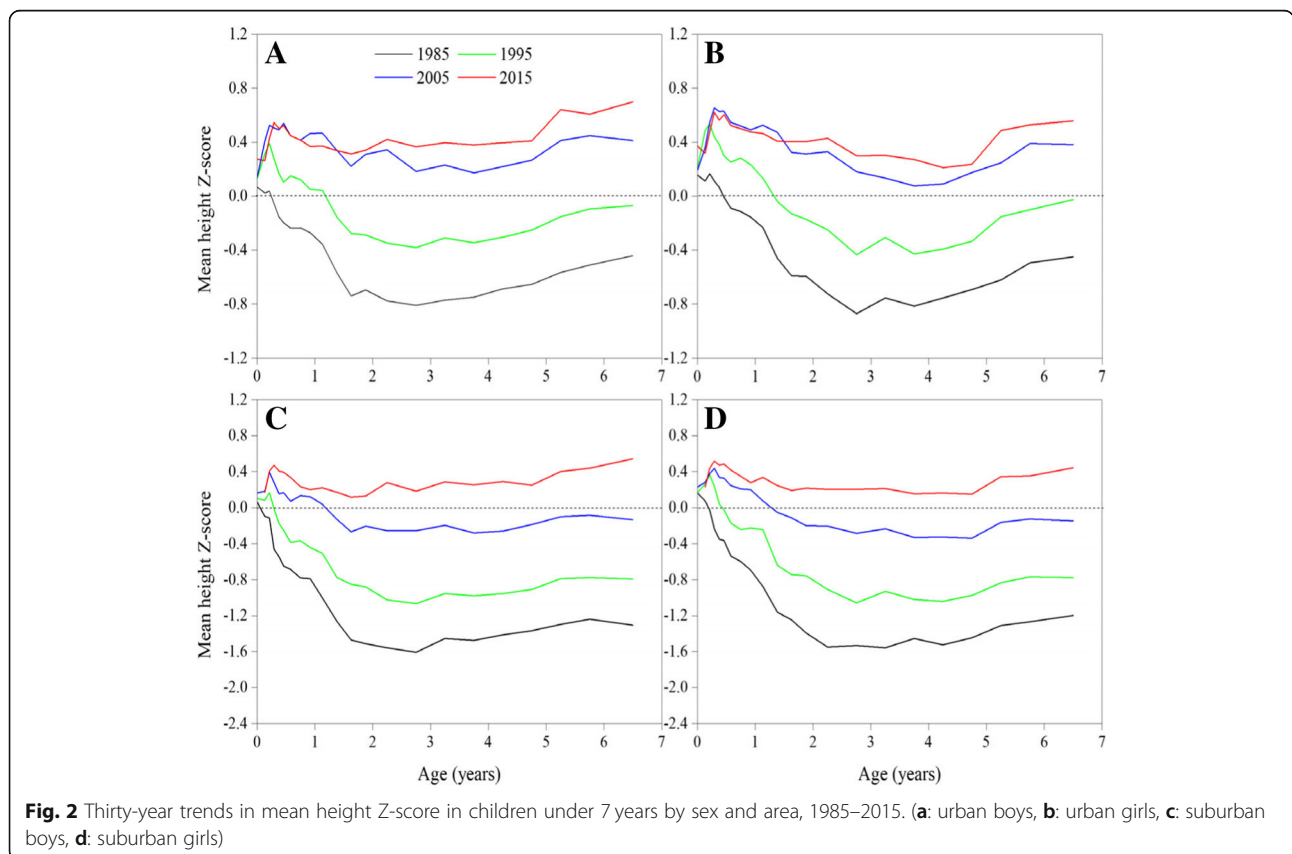 A
1985 1995
2005 2015
Mean height Z-score
1.2
0.8
0.4
0.0
-0.4
-0.8
-1.2
0 1 2 3 4 5 6 7
B
1.2
0.8
0.4
0.0
-0.4
-0.8
-1.2
0 1 2 3 4 5 6 7
C
Mean height Z-score
1.2
0.8
0.4
0.0
-0.4
-0.8
-1.2
-1.6
-2.0
-2.4
0 1 2 3 4 5 6 7
Age (years)
D
1.2
0.8
0.4
0.0
-0.4
-0.8
-1.2
-1.6
-2.0
-2.4
0 1 2 3 4 5 6 7
Age (years)
Fig. 2 Thirty-year trends in mean height Z-score in children under 7 years by sex and area, 1985–2015. (a: urban boys, b: urban girls, c: suburban
boys, d: suburban girls)